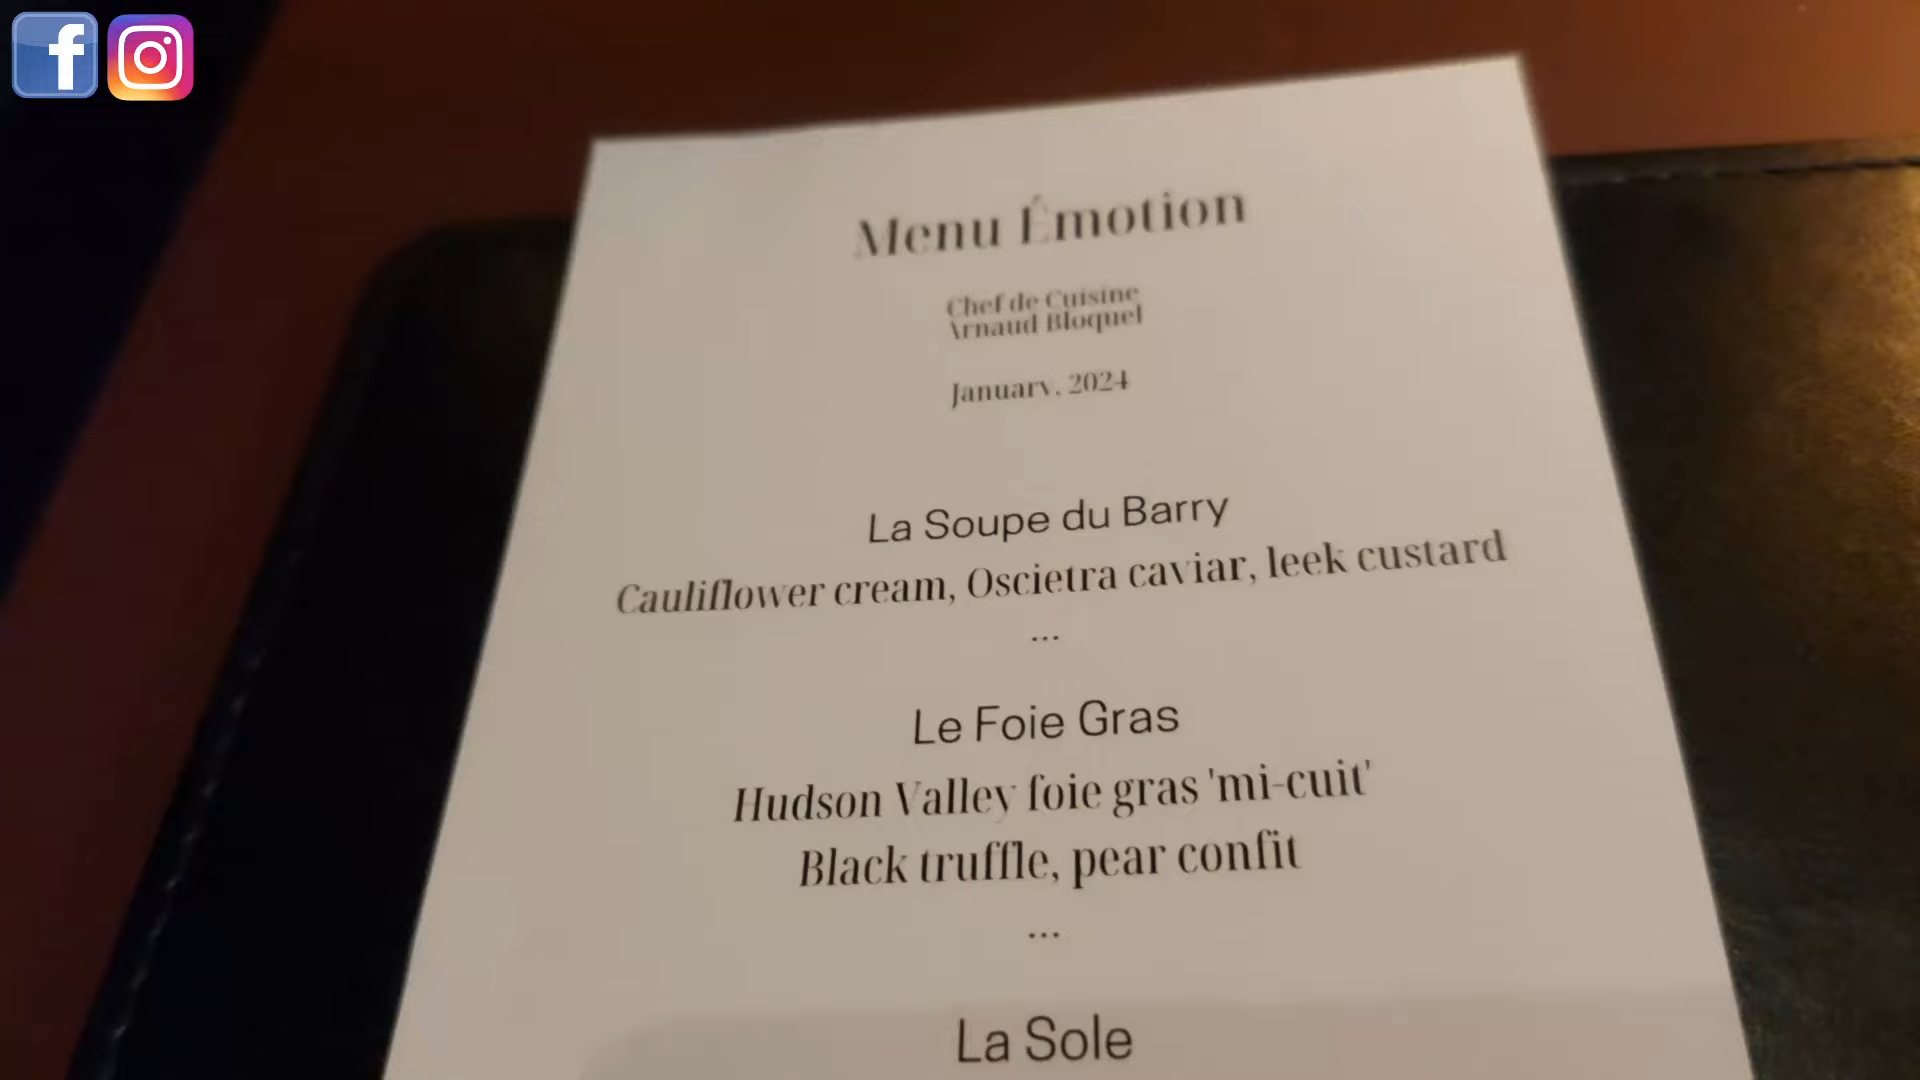 Menu Émotion
Chef de Cuisine
Arnaud Bloquel
January, 2024
La Soupe du Barry
Cauliflower cream, Oscietra caviar, leek custard
...
Le Foie Gras
Hudson Valley foie gras 'mi-cuit'
Black truffle, pear confit
...
La Sole